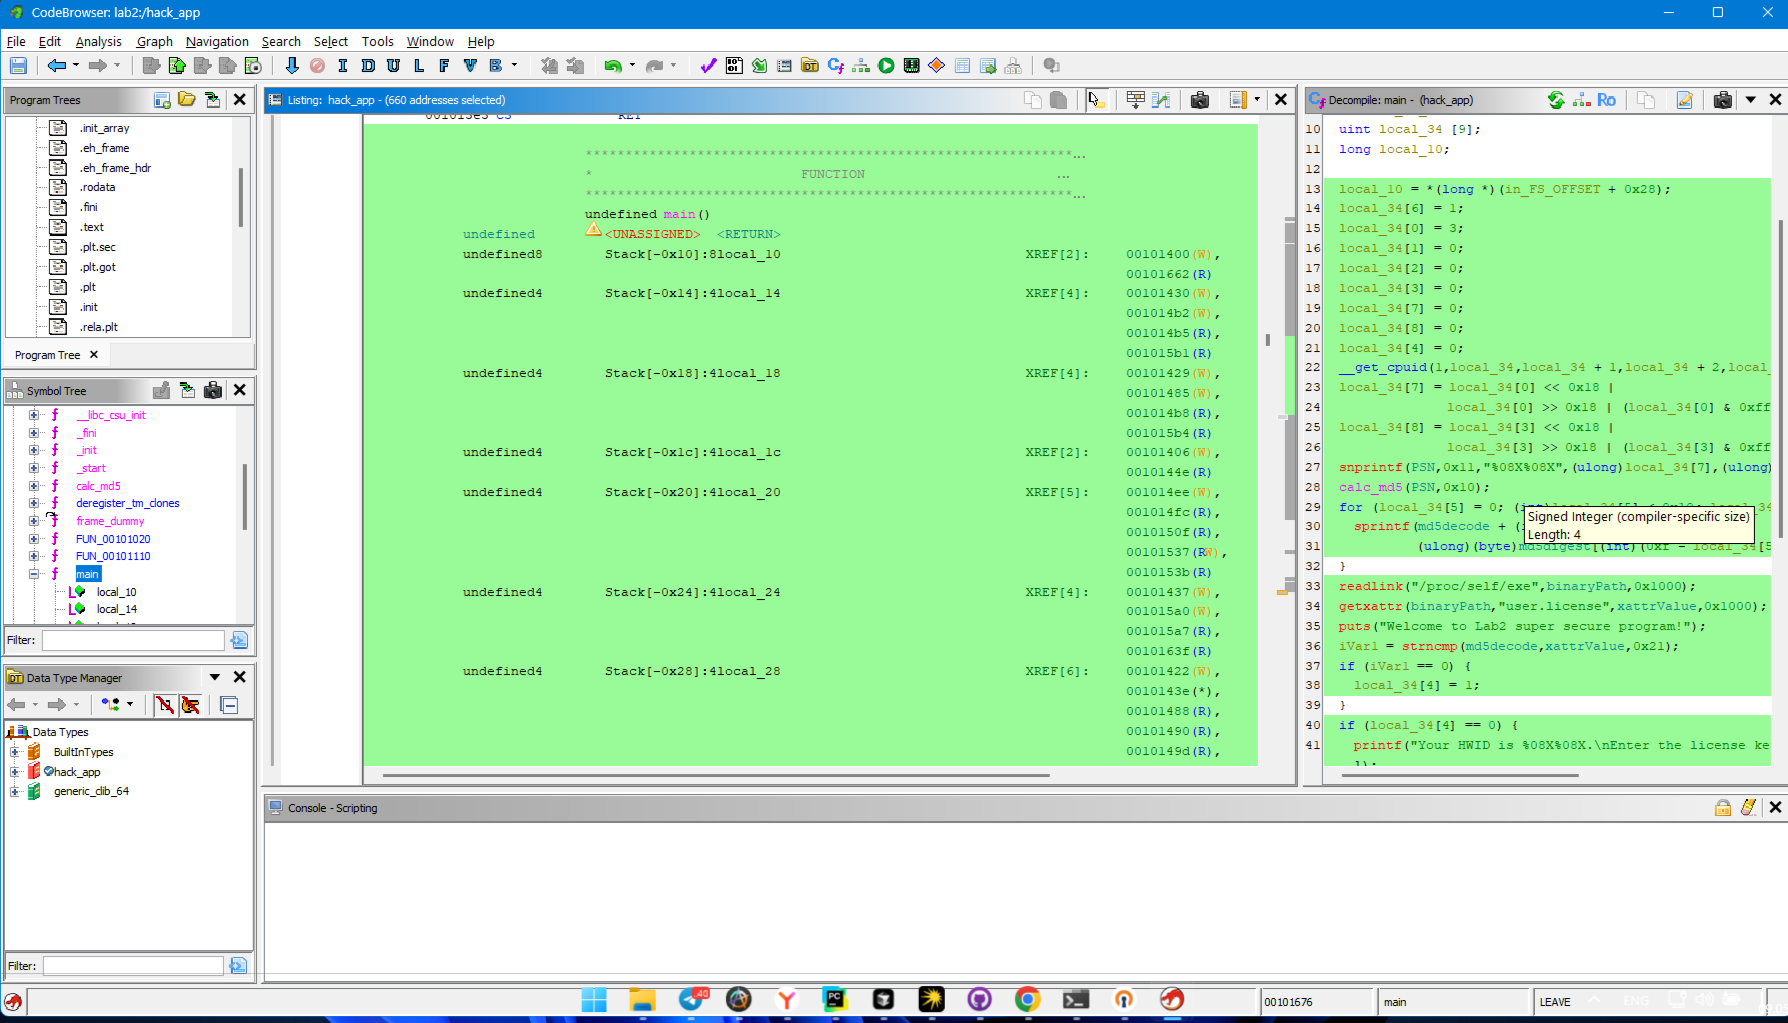 CodeBrowser: lab2:/hack_app
File Edit Analysis Graph Navigation Search Select Tools Window Help
I D U L F V B
Program Trees
.init_array
.eh_frame
.eh_frame_hdr
.rodata
.fini
.text
.plt.sec
.plt.got
.plt
.init
.rela.plt
Program Tree
Symbol Tree
__libc_csu_init
_fini
_init
_start
calc_md5
deregister_tm_clones
frame_dummy
FUN_00101020
FUN_00101110
main
local_10
local_14
Filter:
Data Type Manager
Data Types
BuiltInTypes
hack_app
generic_clib_64
Filter:
Listing: hack_app - (660 addresses selected)
001013e3 C3 RET
************************************************************...
* FUNCTION ...
************************************************************...
undefined main()
undefined <UNASSIGNED> <RETURN>
undefined8 Stack[-0x10]:8local_10 XREF[2]: 00101400(W),
00101662(R)
undefined4 Stack[-0x14]:4local_14 XREF[4]: 00101430(W),
001014b2(W),
001014b5(R),
001015b1(R)
undefined4 Stack[-0x18]:4local_18 XREF[4]: 00101429(W),
00101485(W),
001014b8(R),
001015b4(R)
undefined4 Stack[-0x1c]:4local_1c XREF[2]: 00101406(W),
0010144e(R)
undefined4 Stack[-0x20]:4local_20 XREF[5]: 001014ee(W),
001014fc(R),
0010150f(R),
00101537(RW),
0010153b(R)
undefined4 Stack[-0x24]:4local_24 XREF[4]: 00101437(W),
001015a0(W),
001015a7(R),
0010163f(R)
undefined4 Stack[-0x28]:4local_28 XREF[6]: 00101422(W),
0010143e(*),
00101488(R),
00101490(R),
0010149d(R),
Decompile: main - (hack_app)
10 uint local_34 [9];
11 long local_10;
12
13 local_10 = *(long *)(in_FS_OFFSET + 0x28);
14 local_34[6] = 1;
15 local_34[0] = 3;
16 local_34[1] = 0;
17 local_34[2] = 0;
18 local_34[3] = 0;
19 local_34[7] = 0;
20 local_34[8] = 0;
21 local_34[4] = 0;
22 __get_cpuid(1,local_34,local_34 + 1,local_34 + 2,local_
23 local_34[7] = local_34[0] << 0x18 |
24 local_34[0] >> 0x18 | (local_34[0] & 0xff
25 local_34[8] = local_34[3] << 0x18 |
26 local_34[3] >> 0x18 | (local_34[3] & 0xff
27 snprintf(PSN,0x11,"%08X%08X",(ulong)local_34[7],(ulong)
28 calc_md5(PSN,0x10);
29 for (local_34[5] = 0;
Signed Integer (compiler-specific size)
30 sprintf(md5decode +
Length: 4
31 (ulong)(byte)md5digest[(int)(0xf - local_34[5
32 }
33 readlink("/proc/self/exe",binaryPath,0x1000);
34 getxattr(binaryPath,"user.license",xattrValue,0x1000);
35 puts("Welcome to Lab2 super secure program!");
36 iVar1 = strncmp(md5decode,xattrValue,0x21);
37 if (iVar1 == 0) {
38 local_34[4] = 1;
39 }
40 if (local_34[4] == 0) {
41 printf("Your HWID is %08X%08X.\nEnter the license ke
]);
Console - Scripting
00101676 main LEAVE ENG